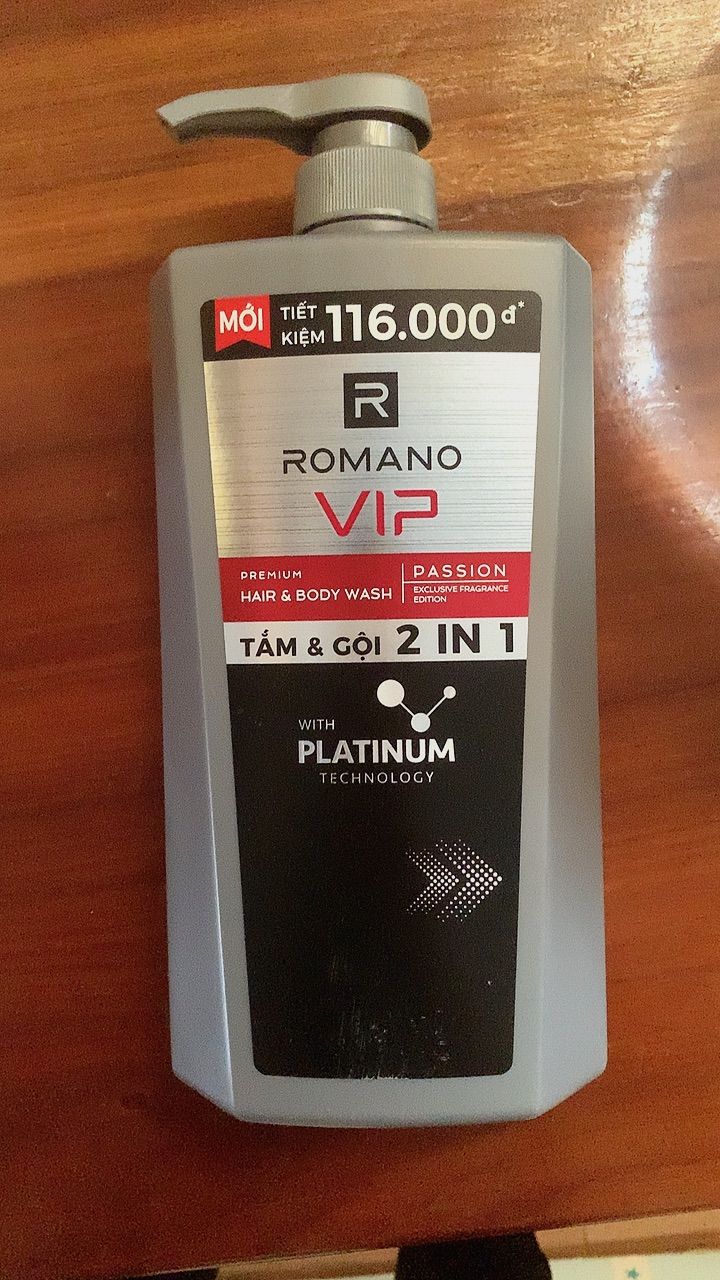 MỚI
TIẾT
KIỆM
116.000đ*
R
ROMANO
VIP
PREMIUM
HAIR & BODY WASH
PASSION
EXCLUSIVE FRAGRANCE
EDITION
TẮM & GỘI 2 IN 1
WITH
PLATINUM
TECHNOLOGY